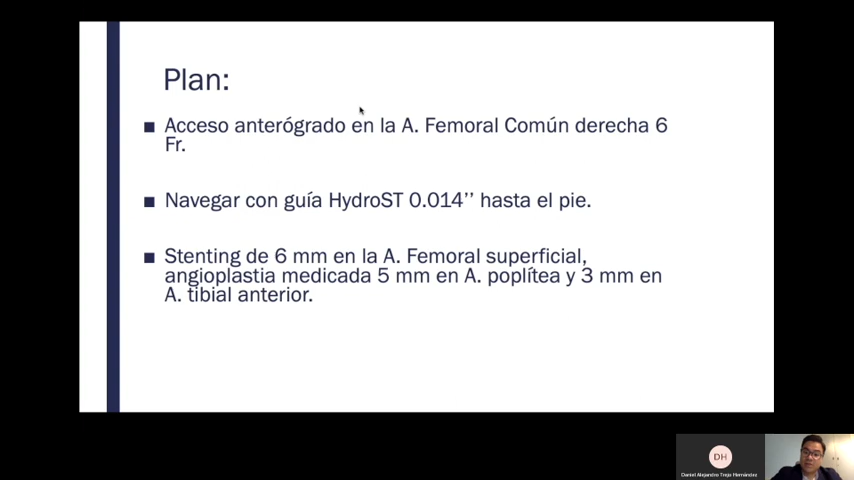 Plan:
■ Acceso anterógrado en la A. Femoral Común derecha 6
Fr.
■ Navegar con guía HydroST 0.014’’ hasta el pie.
■ Stenting de 6 mm en la A. Femoral superficial,
angioplastia medicada 5 mm en A. poplítea y 3 mm en
A. tibial anterior.
DH
Daniel Alejandos Trejo Hernández